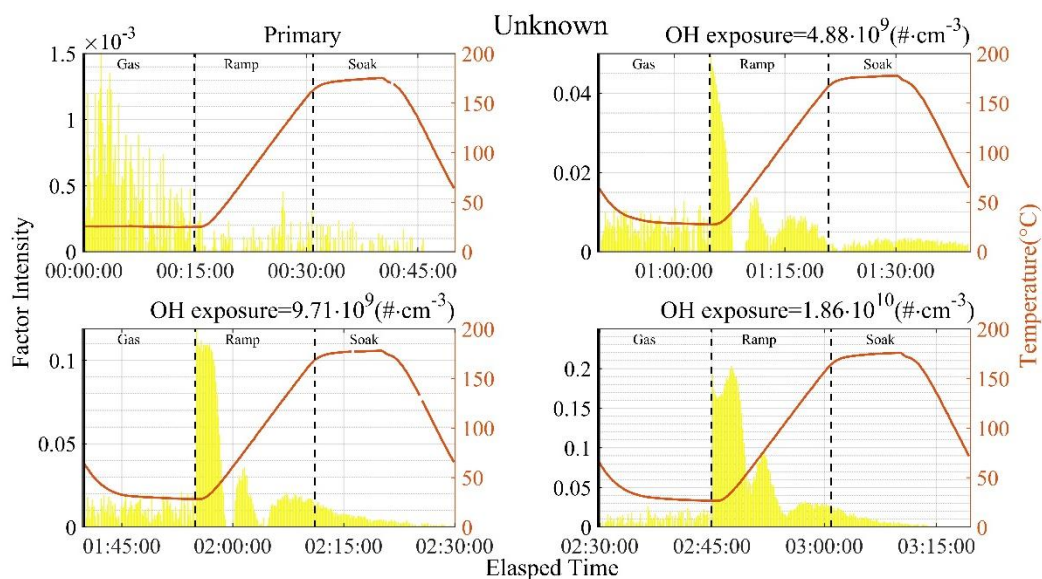 Unknown
Primary
×10⁻³
Gas Ramp Soak
1.5
1
0.5
0
200
150
100
50
0
00:00:00 00:15:00 00:30:00 00:45:00
OH exposure=4.88·10⁹(#·cm⁻³)
Gas Ramp Soak
0.04
0.02
0
200
150
100
50
0
01:00:00 01:15:00 01:30:00
OH exposure=9.71·10⁹(#·cm⁻³)
Gas Ramp Soak
0.1
0.05
0
200
150
100
50
0
01:45:00 02:00:00 02:15:00 02:30:00
OH exposure=1.86·10¹⁰(#·cm⁻³)
Gas Ramp Soak
0.2
0.15
0.1
0.05
0
200
150
100
50
0
02:30:00 02:45:00 03:00:00 03:15:00
Factor Intensity
Temperature(°C)
Elasped Time